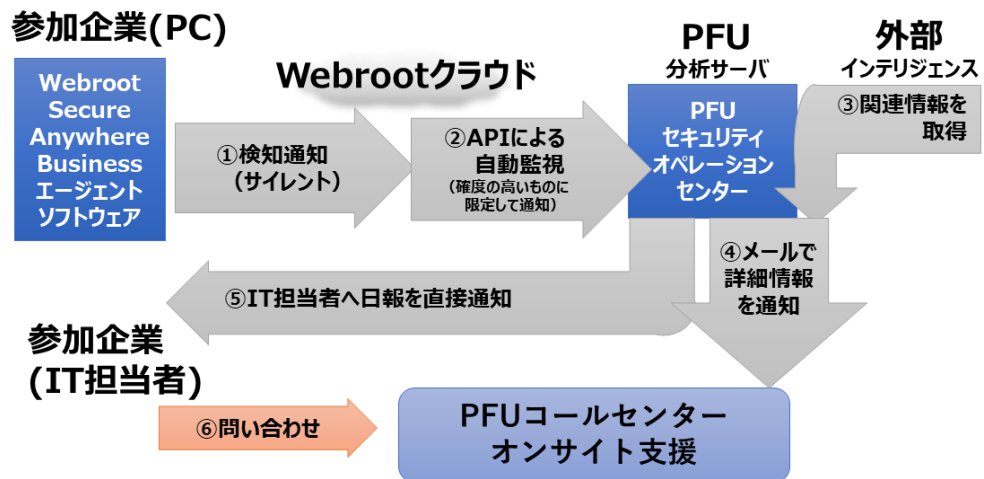 参加企業(PC)
Webroot
Secure
Anywhere
Business
エージェント
ソフトウェア
Webrootクラウド
PFU
分析サーバ
外部
インテリジェンス
①検知通知
（サイレント）
②APIによる
自動監視
（確度の高いものに
限定して通知）
PFU
セキュリティ
オペレーション
センター
③関連情報を
取得
④メールで
詳細情報
を通知
⑤IT担当者へ日報を直接通知
参加企業
(IT担当者)
⑥問い合わせ
PFUコールセンター
オンサイト支援